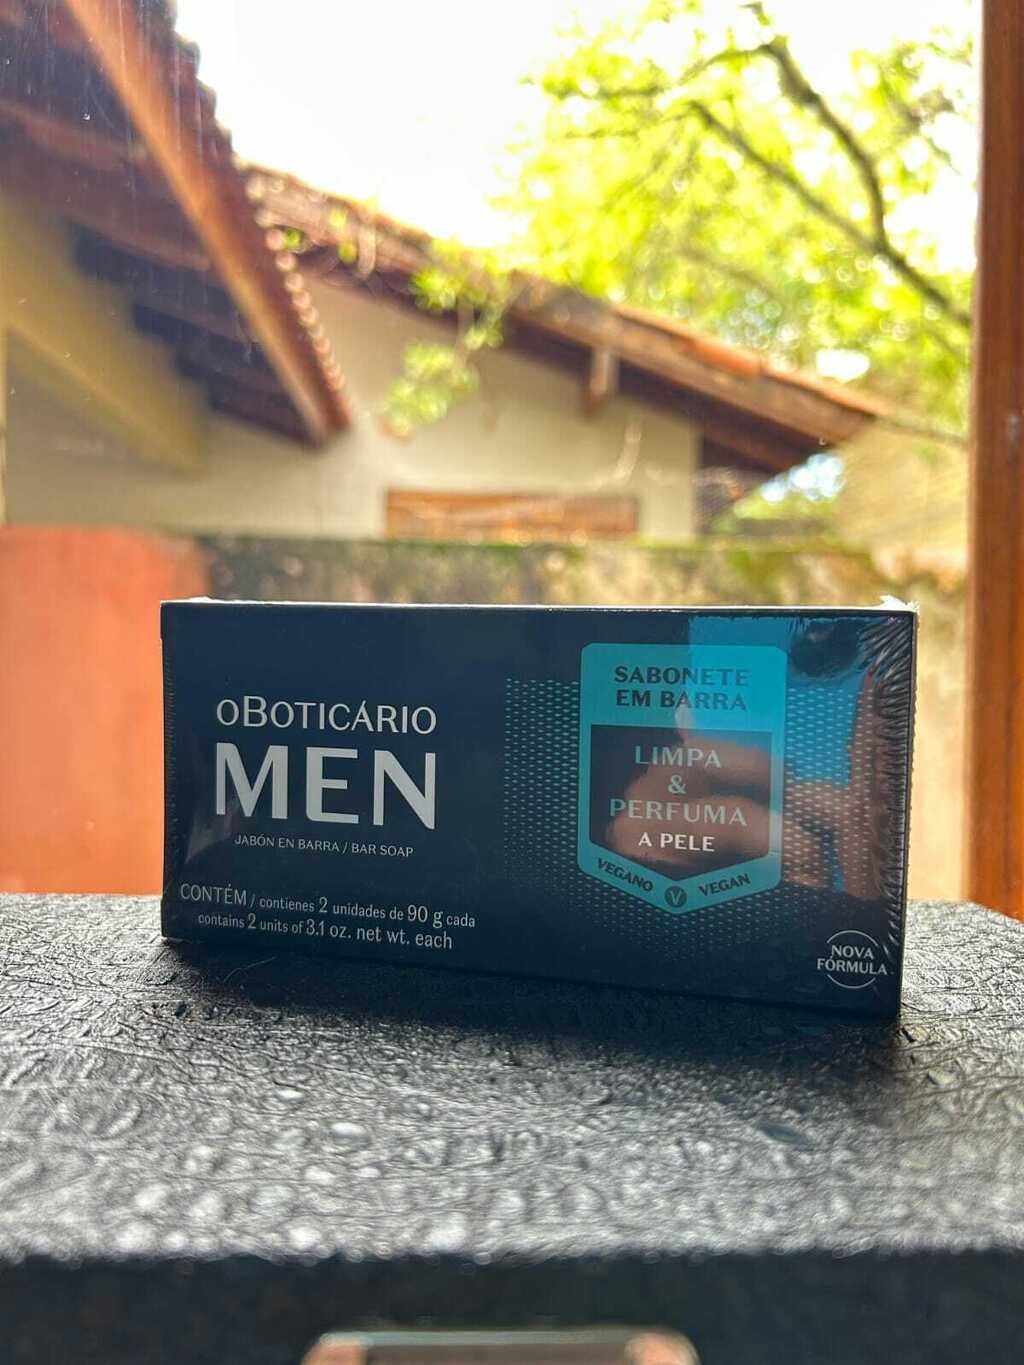 oBOTICÁRIO
MEN
JABÓN EN BARRA / BAR SOAP
CONTÉM / contienes 2 unidades de 90 g cada
contains 2 units of 3.1 oz. net wt. each
SABONETE
EM BARRA
LIMPA
&
PERFUMA
A PELE
VEGANO V VEGAN
NOVA
FÓRMULA